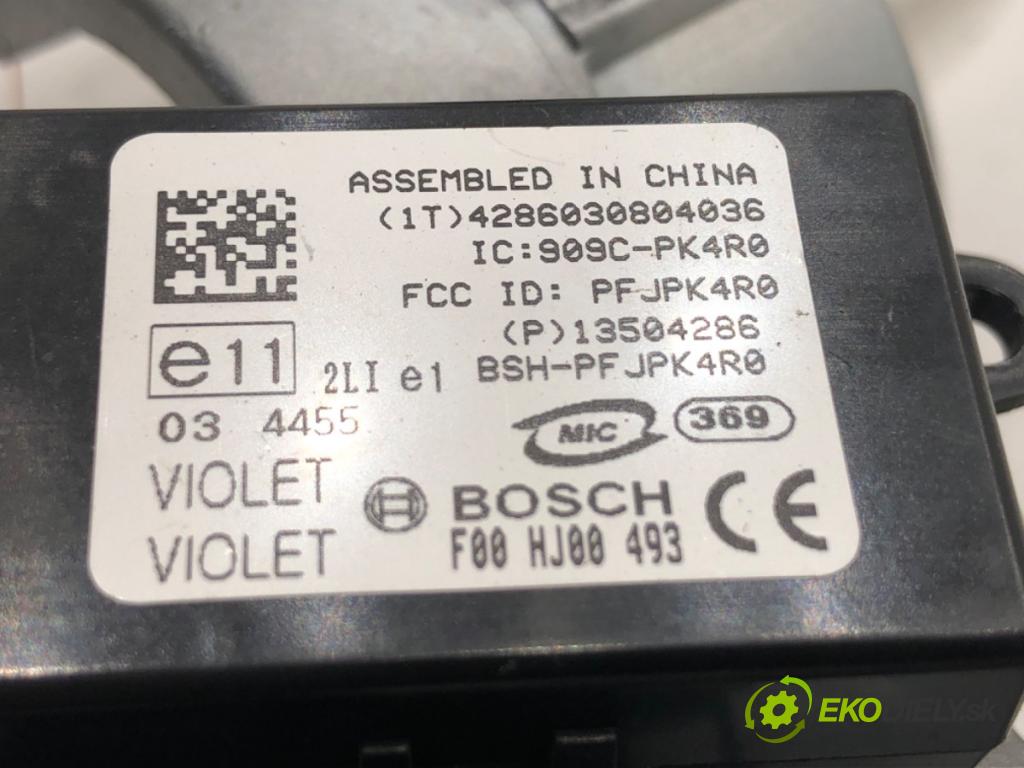 ASSEMBLED IN CHINA
(1T)4286030804036
IC:909C-PK4R0
FCC ID: PFJPK4R0
(P)13504286
e11 2LI e1 BSH-PFJPK4R0
03 4455 MIC 369
VIOLET BOSCH CE
VIOLET F00 HJ00 493
EKODIELY.sk